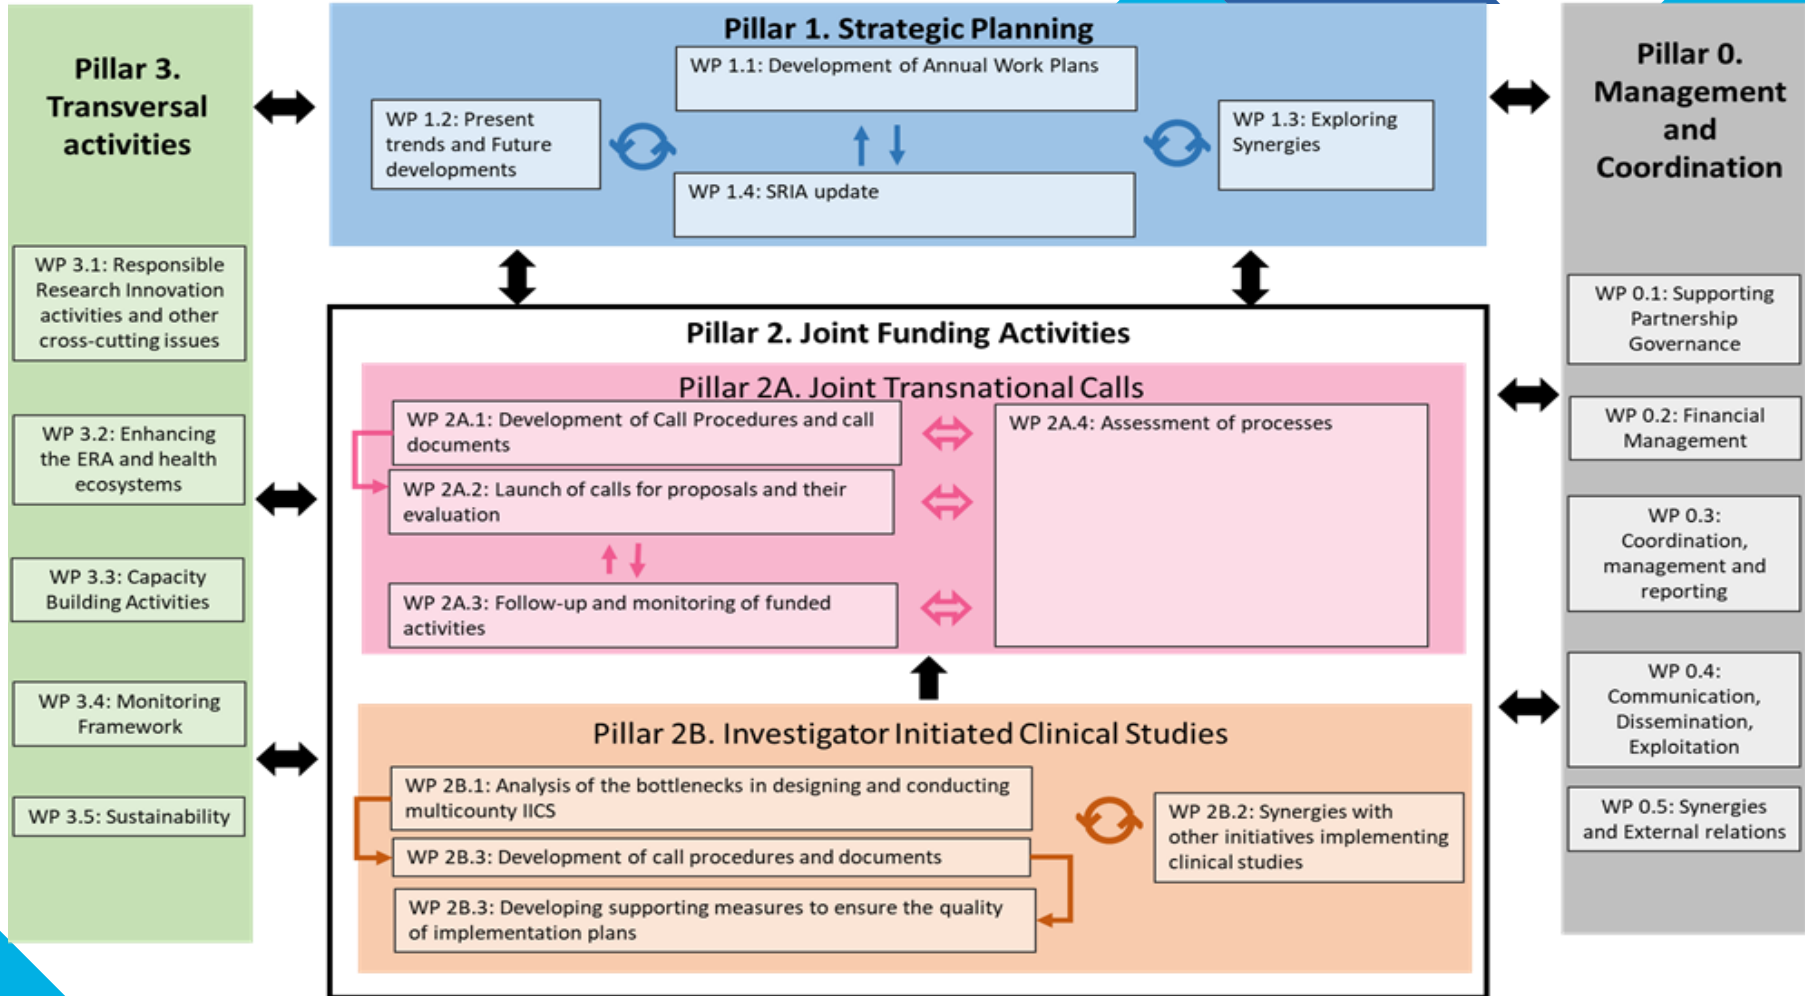 Pillar 3.
Transversal
activities
WP 3.1: Responsible
Research Innovation
activities and other
cross-cutting issues
WP 3.2: Enhancing
the ERA and health
ecosystems
WP 3.3: Capacity
Building Activities
WP 3.4: Monitoring
Framework
WP 3.5: Sustainability
Pillar 1. Strategic Planning
WP 1.1: Development of Annual Work Plans
WP 1.2: Present
trends and Future
developments
WP 1.3: Exploring
Synergies
WP 1.4: SRIA update
Pillar 2. Joint Funding Activities
Pillar 2A. Joint Transnational Calls
WP 2A.1: Development of Call Procedures and call
documents
WP 2A.2: Launch of calls for proposals and their
evaluation
WP 2A.3: Follow-up and monitoring of funded
activities
WP 2A.4: Assessment of processes
Pillar 2B. Investigator Initiated Clinical Studies
WP 2B.1: Analysis of the bottlenecks in designing and conducting
multicounty IICS
WP 2B.3: Development of call procedures and documents
WP 2B.3: Developing supporting measures to ensure the quality
of implementation plans
WP 2B.2: Synergies with
other initiatives implementing
clinical studies
Pillar 0.
Management
and
Coordination
WP 0.1: Supporting
Partnership
Governance
WP 0.2: Financial
Management
WP 0.3:
Coordination,
management and
reporting
WP 0.4:
Communication,
Dissemination,
Exploitation
WP 0.5: Synergies
and External relations